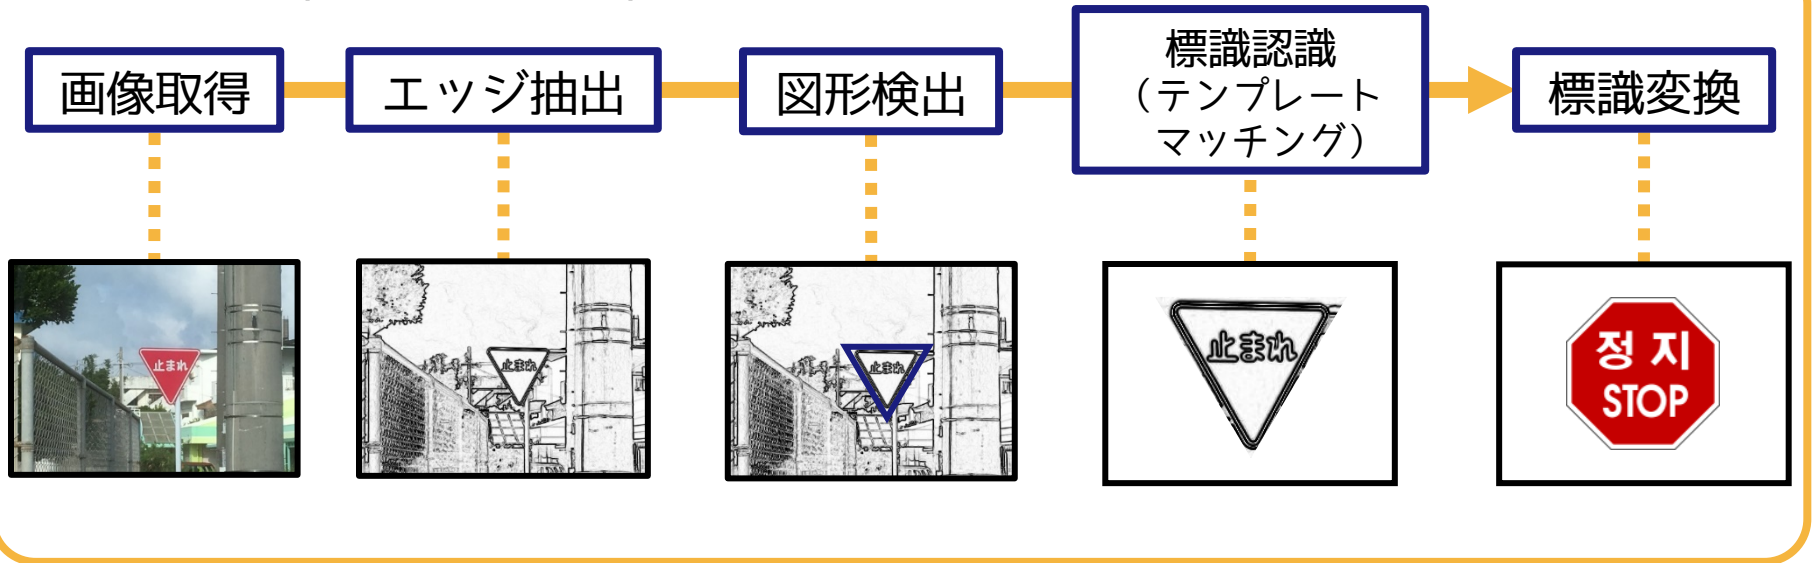 画像取得
エッジ抽出
図形検出
標識認識
（テンプレート
マッチング）
標識変換
止まれ
止まれ
止まれ
止まれ
정지
STOP